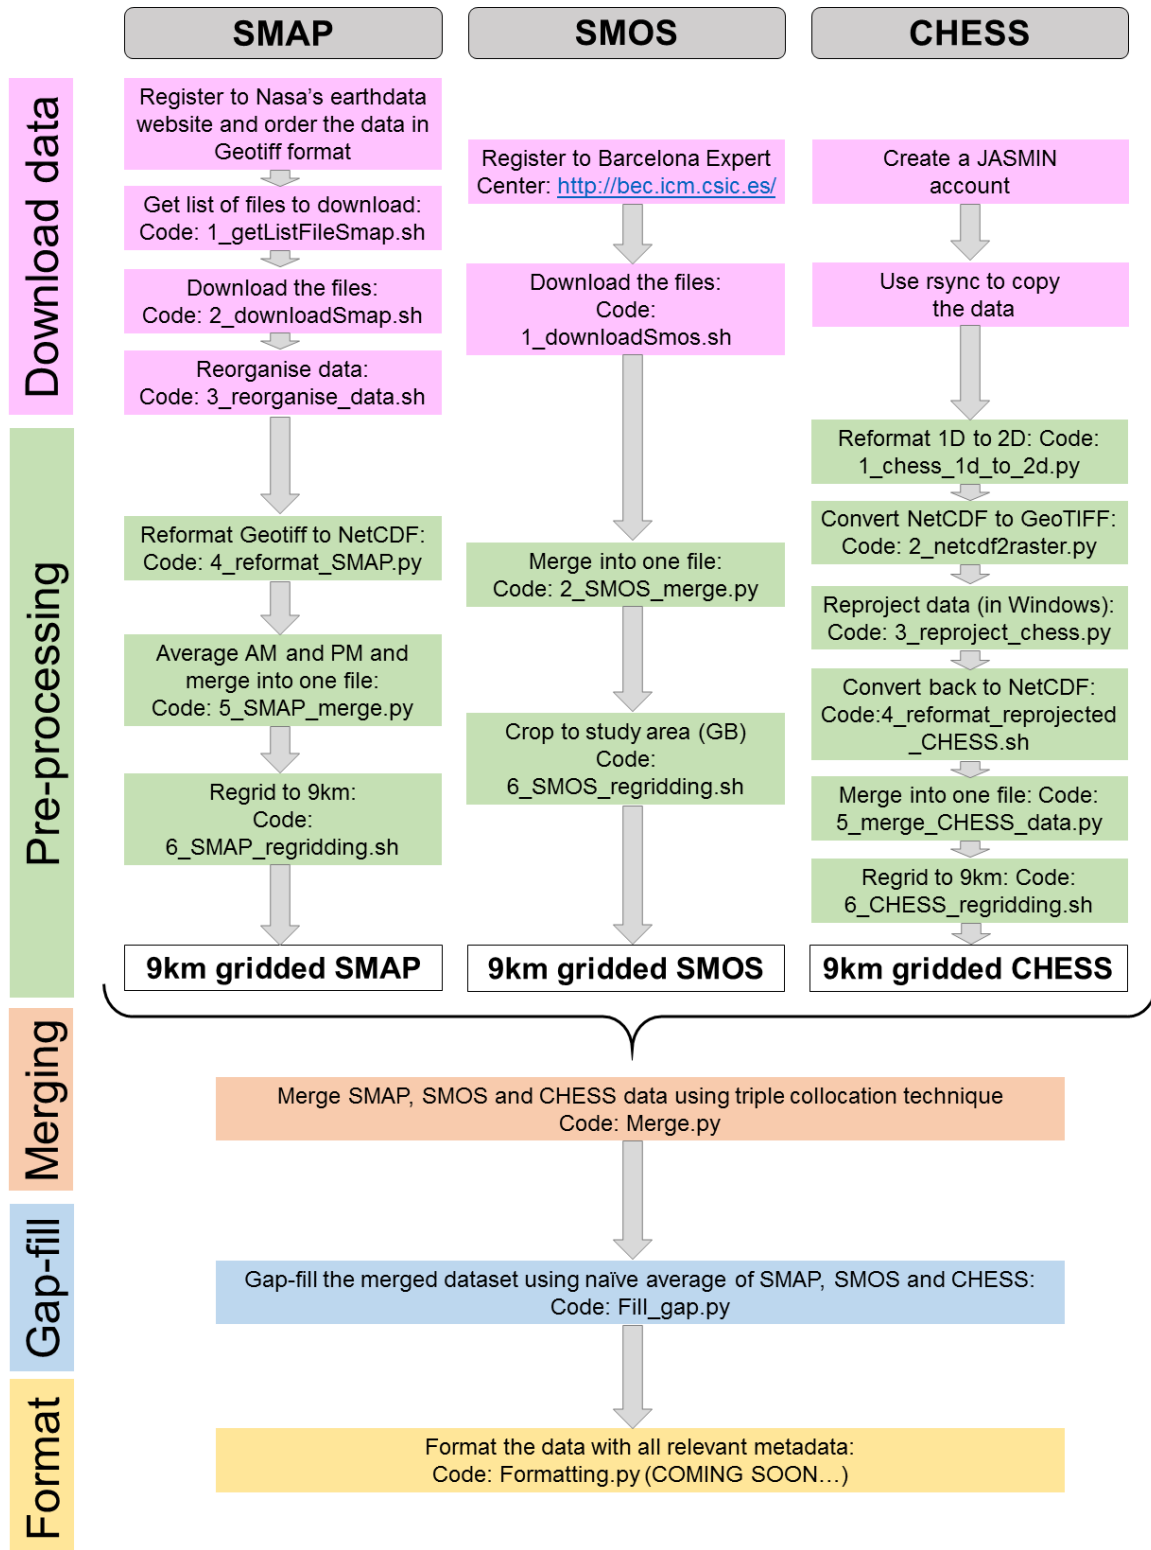 SMAP
SMOS
CHESS
Download data
Register to Nasa's earthdata
website and order the data in
Geotiff format
Get list of files to download:
Code: 1_getListFileSmap.sh
Download the files:
Code: 2_downloadSmap.sh
Reorganise data:
Code: 3_reorganise_data.sh
Register to Barcelona Expert
Center: http://bec.icm.csic.es/
Download the files:
Code:
1_downloadSmos.sh
Create a JASMIN
account
Use rsync to copy
the data
Pre-processing
Reformat Geotiff to NetCDF:
Code: 4_reformat_SMAP.py
Average AM and PM and
merge into one file:
Code: 5_SMAP_merge.py
Regrid to 9km:
Code:
6_SMAP_regridding.sh
9km gridded SMAP
Merge into one file:
Code: 2_SMOS_merge.py
Crop to study area (GB)
Code:
6_SMOS_regridding.sh
9km gridded SMOS
Reformat 1D to 2D: Code:
1_chess_1d_to_2d.py
Convert NetCDF to GeoTIFF:
Code: 2_netcdf2raster.py
Reproject data (in Windows):
Code: 3_reproject_chess.py
Convert back to NetCDF:
Code:4_reformat_reprojected
_CHESS.sh
Merge into one file: Code:
5_merge_CHESS_data.py
Regrid to 9km: Code:
6_CHESS_regridding.sh
9km gridded CHESS
Merging
Merge SMAP, SMOS and CHESS data using triple collocation technique
Code: Merge.py
Gap-fill
Gap-fill the merged dataset using naïve average of SMAP, SMOS and CHESS:
Code: Fill_gap.py
Format
Format the data with all relevant metadata:
Code: Formatting.py (COMING SOON…)